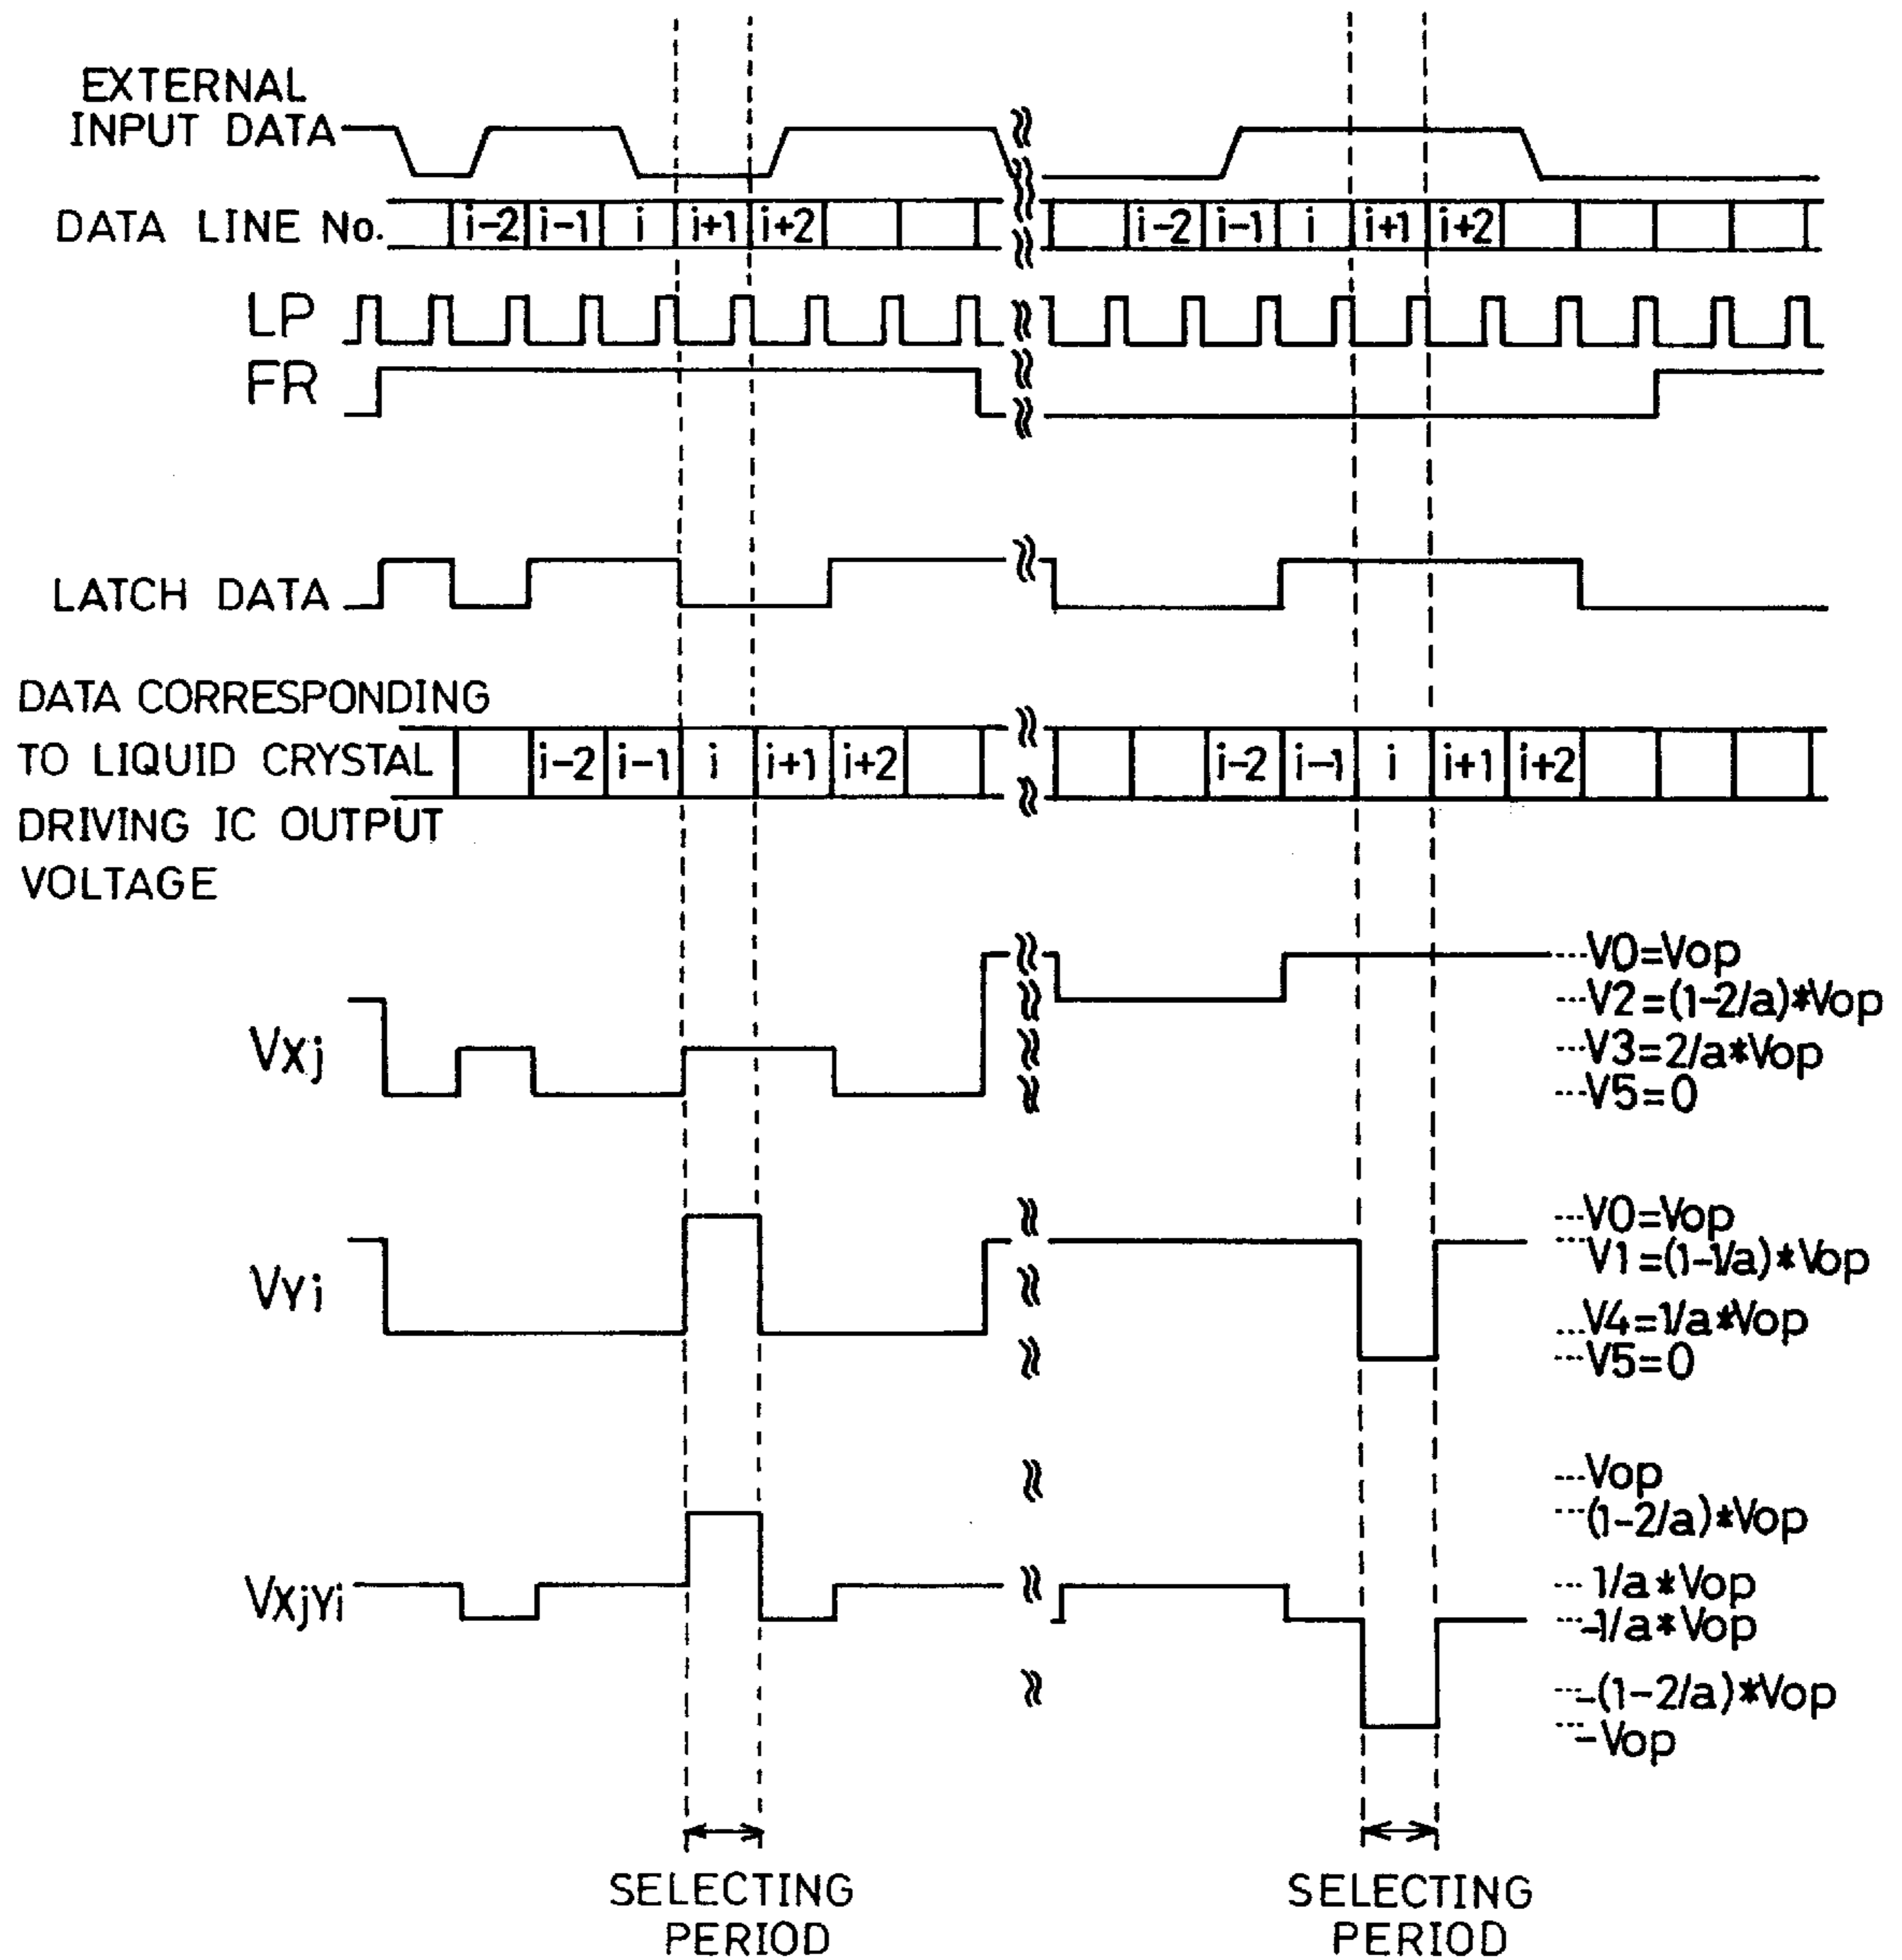 EXTERNAL
INPUT DATA
DATA LINE No.
i-2 i-1 i i+1 i+2
i-2 i-1 i i+1 i+2
LP
FR
LATCH DATA
DATA CORRESPONDING
TO LIQUID CRYSTAL
DRIVING IC OUTPUT
VOLTAGE
i-2 i-1 i i+1 i+2
i-2 i-1 i i+1 i+2
VXj
V0=Vop
V2=(1-2/a)*Vop
V3=2/a*Vop
V5=0
VYi
V0=Vop
V1=(1-1/a)*Vop
V4=1/a*Vop
V5=0
VXjYi
Vop
(1-2/a)*Vop
1/a*Vop
-1/a*Vop
-(1-2/a)*Vop
-Vop
SELECTING
PERIOD
SELECTING
PERIOD